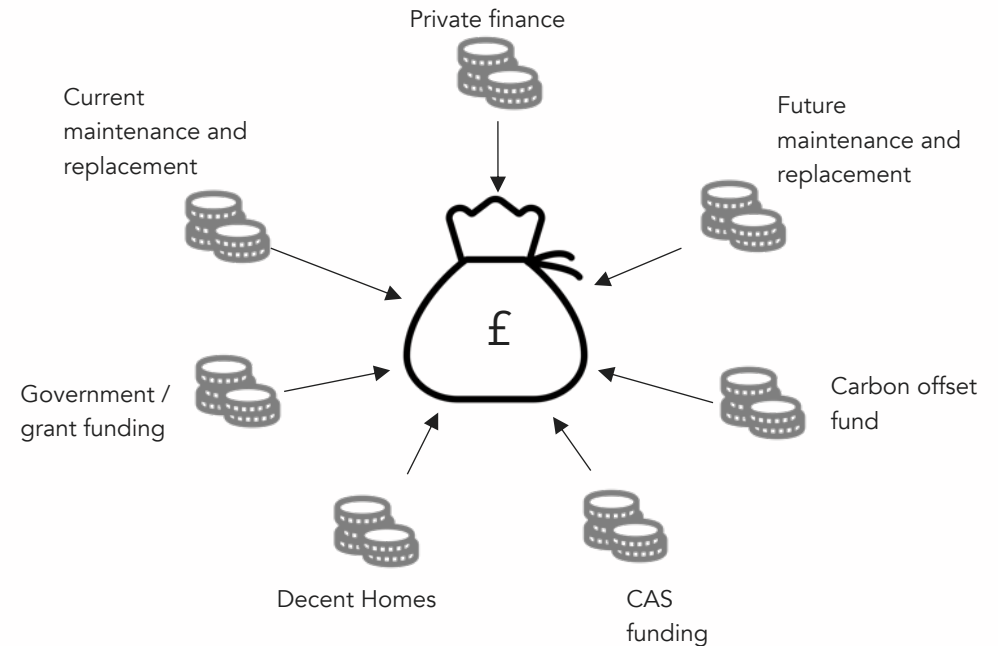 Private finance
Current
maintenance and
replacement
Future
maintenance and
replacement
£
Government /
grant funding
Carbon offset
fund
Decent Homes
CAS
funding